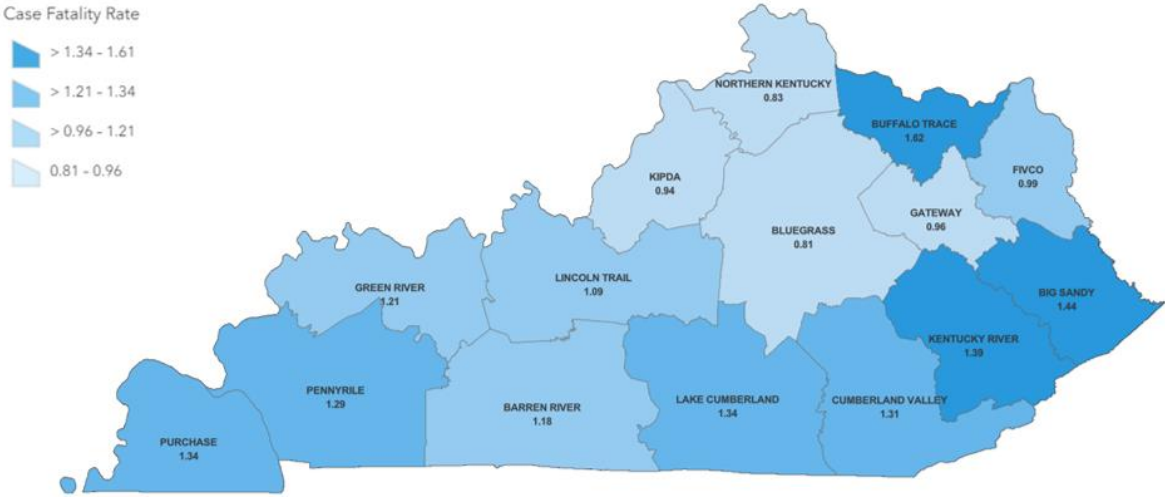 Case Fatality Rate
> 1.34 - 1.61
> 1.21 - 1.34
> 0.96 - 1.21
0.81 - 0.96
NORTHERN KENTUCKY
0.83
BUFFALO TRACE
1.62
FIVCO
0.99
KIPDA
0.94
GATEWAY
0.96
BLUEGRASS
0.81
LINCOLN TRAIL
1.09
GREEN RIVER
1.21
BIG SANDY
1.44
KENTUCKY RIVER
1.39
PENNYRILE
1.29
LAKE CUMBERLAND
1.34
CUMBERLAND VALLEY
1.31
BARREN RIVER
1.18
PURCHASE
1.34